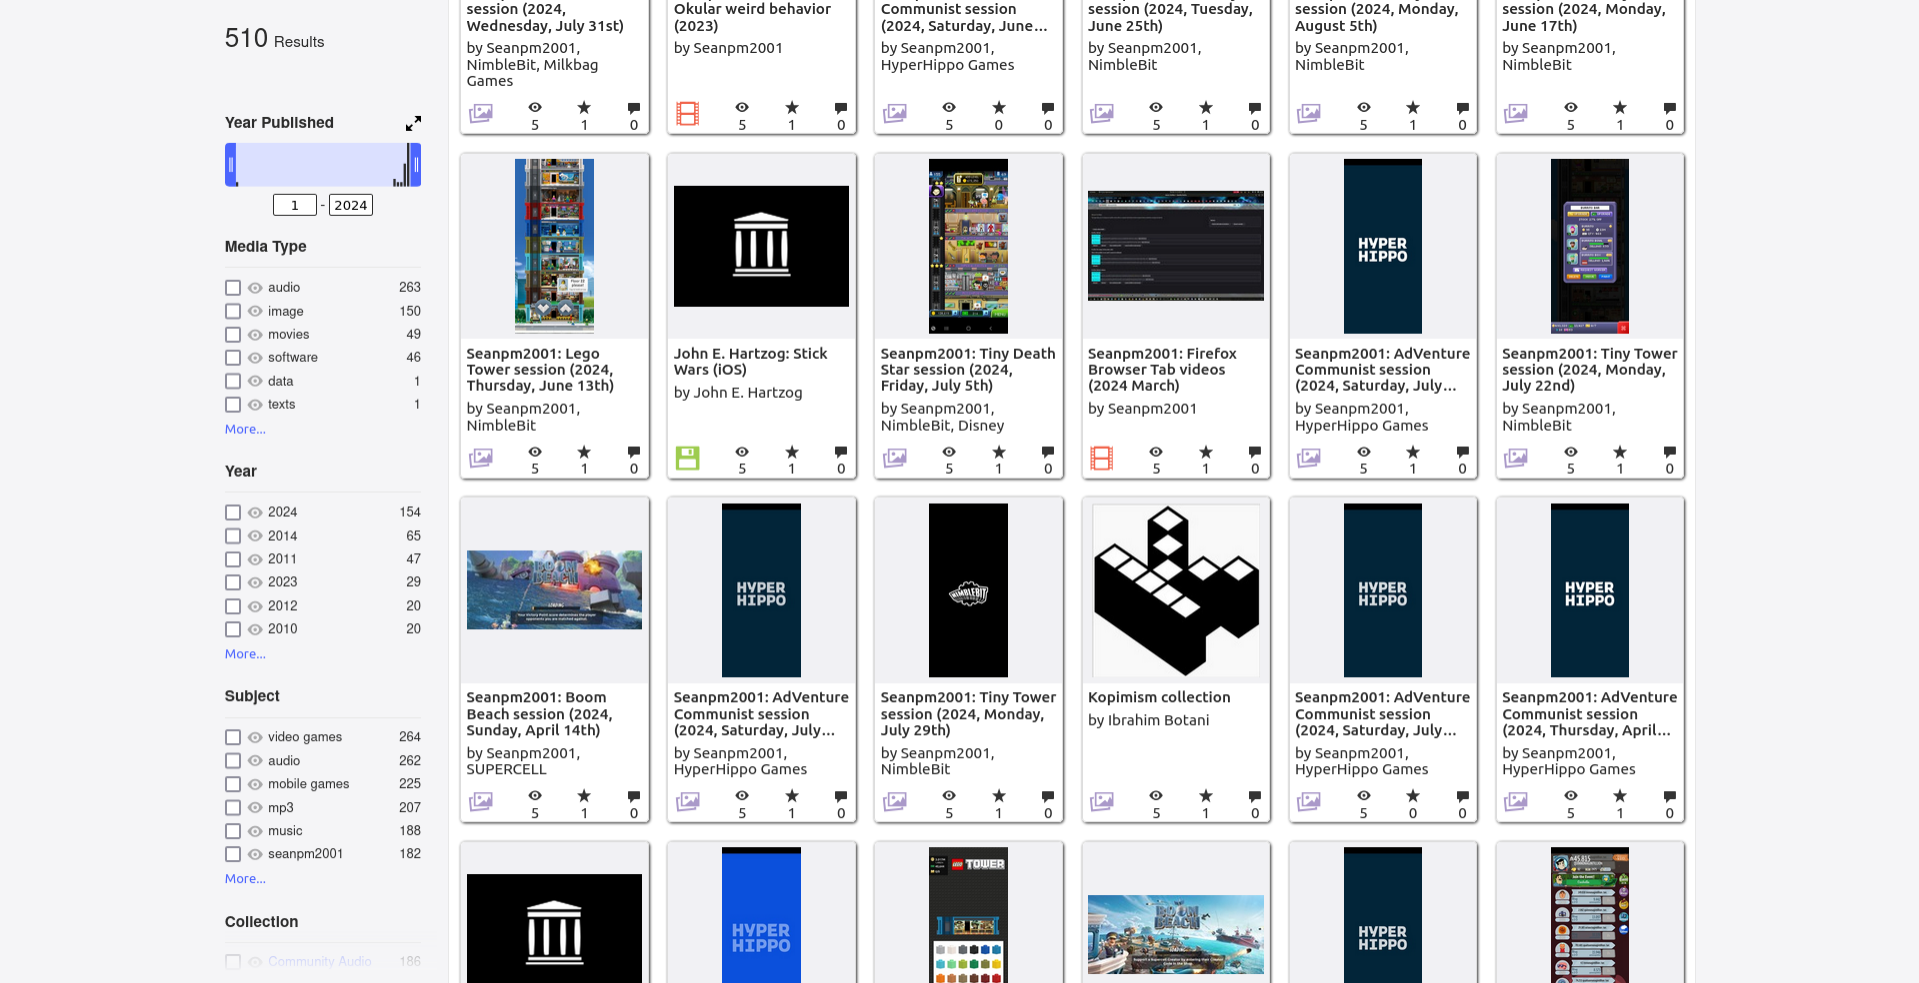 510 Results
Year Published
1 - 2024
Media Type
audio 263
image 150
movies 49
software 46
data 1
texts 1
More...
Year
2024 154
2014 65
2011 47
2023 29
2012 20
2010 20
More...
Subject
video games 264
audio 262
mobile games 225
mp3 207
music 188
seanpm2001 182
More...
Collection
Community Audio 186
session (2024,
Wednesday, July 31st)
by Seanpm2001,
NimbleBit, Milkbag
Games
5 1 0
Okular weird behavior
(2023)
by Seanpm2001
5 1 0
Communist session
(2024, Saturday, June...
by Seanpm2001,
HyperHippo Games
5 0 0
session (2024, Tuesday,
June 25th)
by Seanpm2001,
NimbleBit
5 1 0
session (2024, Monday,
August 5th)
by Seanpm2001,
NimbleBit
5 1 0
session (2024, Monday,
June 17th)
by Seanpm2001,
NimbleBit
5 1 0
Seanpm2001: Lego
Tower session (2024,
Thursday, June 13th)
by Seanpm2001,
NimbleBit
5 1 0
John E. Hartzog: Stick
Wars (iOS)
by John E. Hartzog
5 1 0
Seanpm2001: Tiny Death
Star session (2024,
Friday, July 5th)
by Seanpm2001,
NimbleBit, Disney
5 1 0
Seanpm2001: Firefox
Browser Tab videos
(2024 March)
by Seanpm2001
5 1 0
HYPER
HIPPO
Seanpm2001: AdVenture
Communist session
(2024, Saturday, July...
by Seanpm2001,
HyperHippo Games
5 1 0
Seanpm2001: Tiny Tower
session (2024, Monday,
July 22nd)
by Seanpm2001,
NimbleBit
5 1 0
BOOM
BEACH
Seanpm2001: Boom
Beach session (2024,
Sunday, April 14th)
by Seanpm2001,
SUPERCELL
5 1 0
HYPER
HIPPO
Seanpm2001: AdVenture
Communist session
(2024, Saturday, July...
by Seanpm2001,
HyperHippo Games
5 1 0
NIMBLEBIT
Seanpm2001: Tiny Tower
session (2024, Monday,
July 29th)
by Seanpm2001,
NimbleBit
5 1 0
Kopimism collection
by Ibrahim Botani
5 1 0
HYPER
HIPPO
Seanpm2001: AdVenture
Communist session
(2024, Saturday, July...
by Seanpm2001,
HyperHippo Games
5 0 0
HYPER
HIPPO
Seanpm2001: AdVenture
Communist session
(2024, Thursday, April...
by Seanpm2001,
HyperHippo Games
5 1 0
HYPER
HIPPO
LEGO TOWER
BOOM
BEACH
HYPER
HIPPO